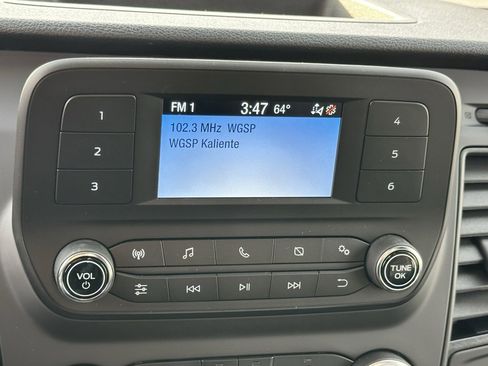 FM 1 3:47 64°
102.3 MHz WGSP
WGSP Kaliente
1
2
3
4
5
6
VOL
TUNE
OK